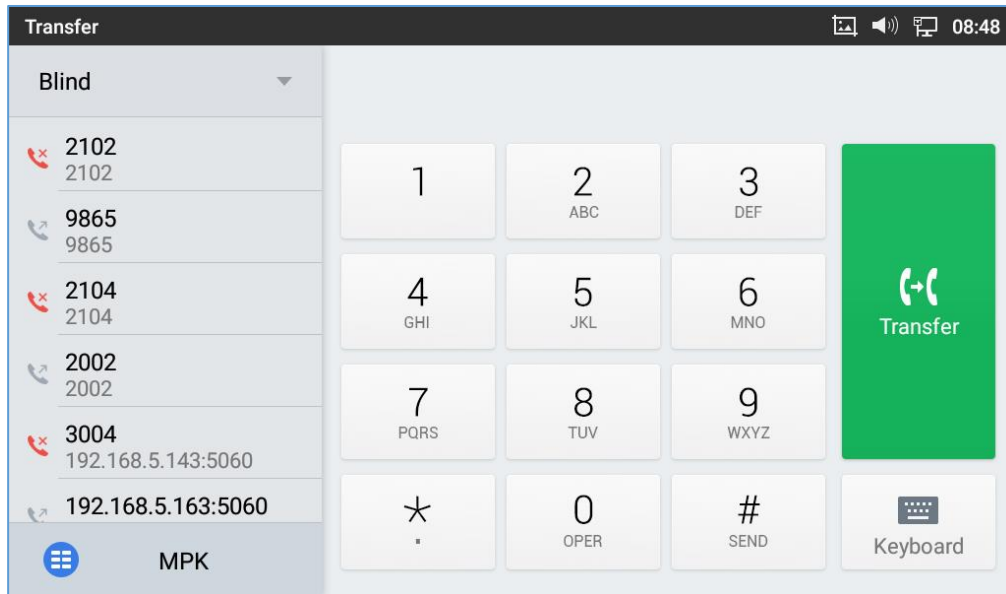 Transfer
08:48
Blind
2102
2102
9865
9865
2104
2104
2002
2002
3004
192.168.5.143:5060
192.168.5.163:5060
MPK
1
2
ABC
3
DEF
4
GHI
5
JKL
6
MNO
7
PQRS
8
TUV
9
WXYZ
*
.
0
OPER
#
SEND
Transfer
Keyboard